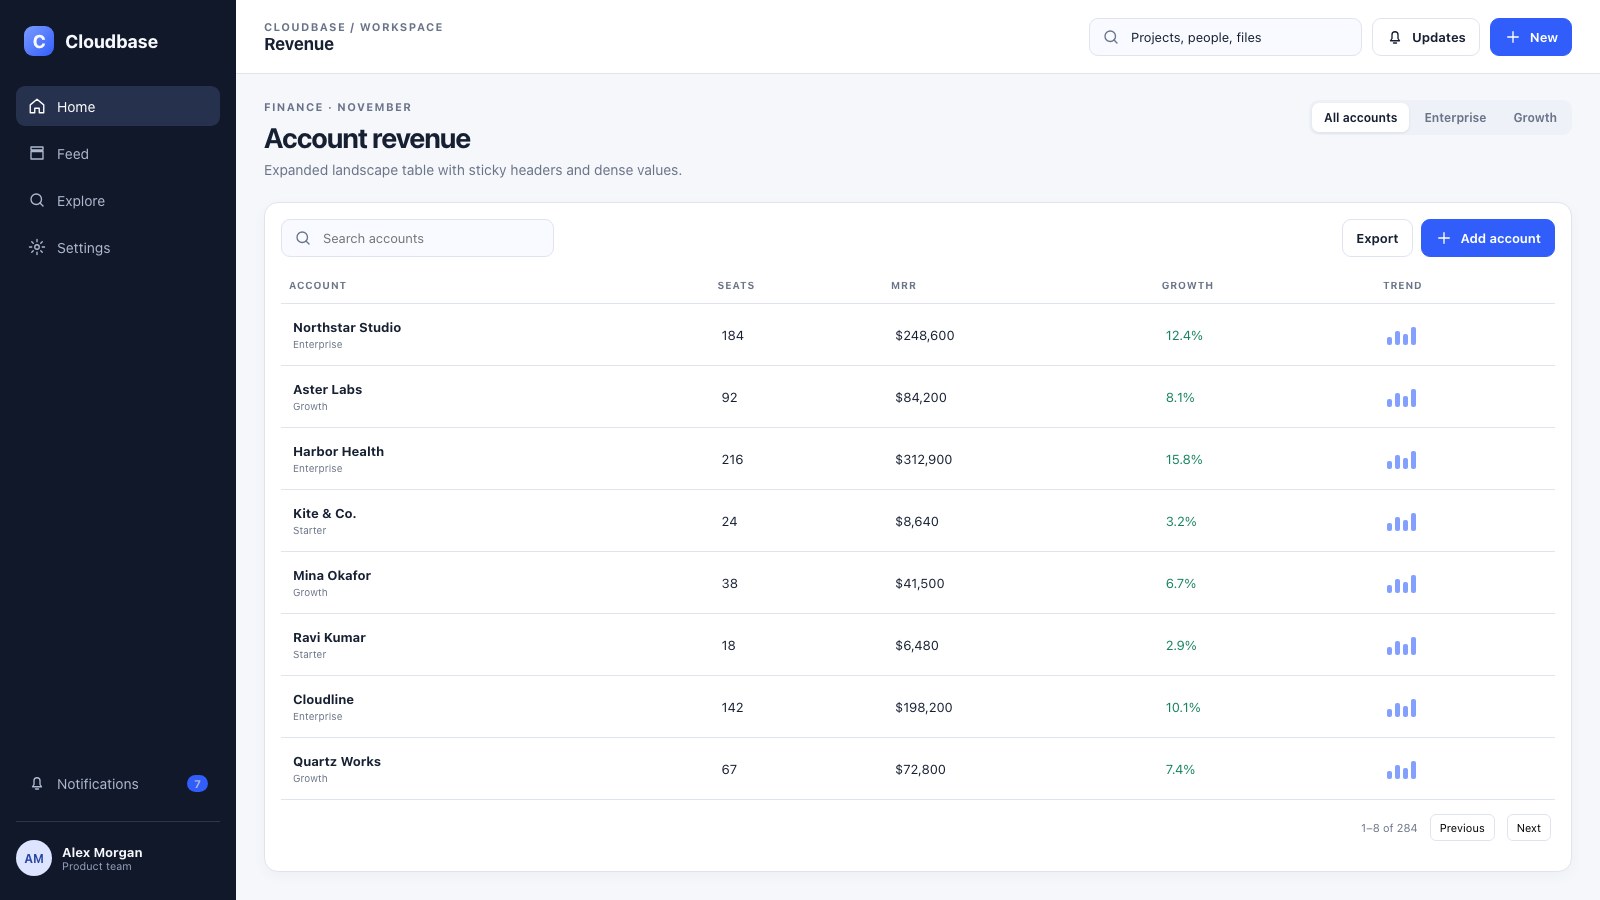 C Cloudbase
Home
Feed
Explore
Settings
Notifications 7
AM Alex Morgan
Product team
CLOUDBASE / WORKSPACE
Revenue
Projects, people, files
Updates
New
FINANCE · NOVEMBER
Account revenue
Expanded landscape table with sticky headers and dense values.
All accounts Enterprise Growth
Search accounts
Export
Add account
ACCOUNT SEATS MRR GROWTH TREND
Northstar Studio 184 $248,600 12.4%
Enterprise
Aster Labs 92 $84,200 8.1%
Growth
Harbor Health 216 $312,900 15.8%
Enterprise
Kite & Co. 24 $8,640 3.2%
Starter
Mina Okafor 38 $41,500 6.7%
Growth
Ravi Kumar 18 $6,480 2.9%
Starter
Cloudline 142 $198,200 10.1%
Enterprise
Quartz Works 67 $72,800 7.4%
Growth
1–8 of 284 Previous Next